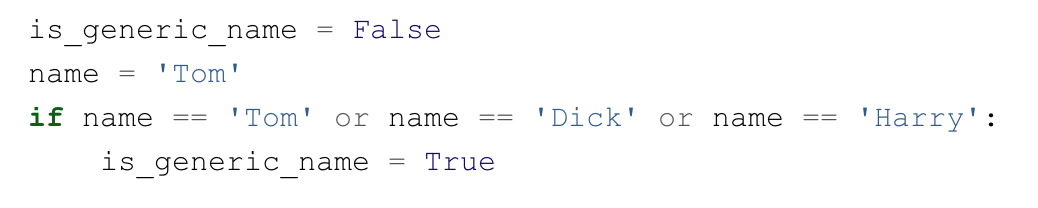 is_generic_name = False
name = 'Tom'
if name == 'Tom' or name == 'Dick' or name == 'Harry':
    is_generic_name = True